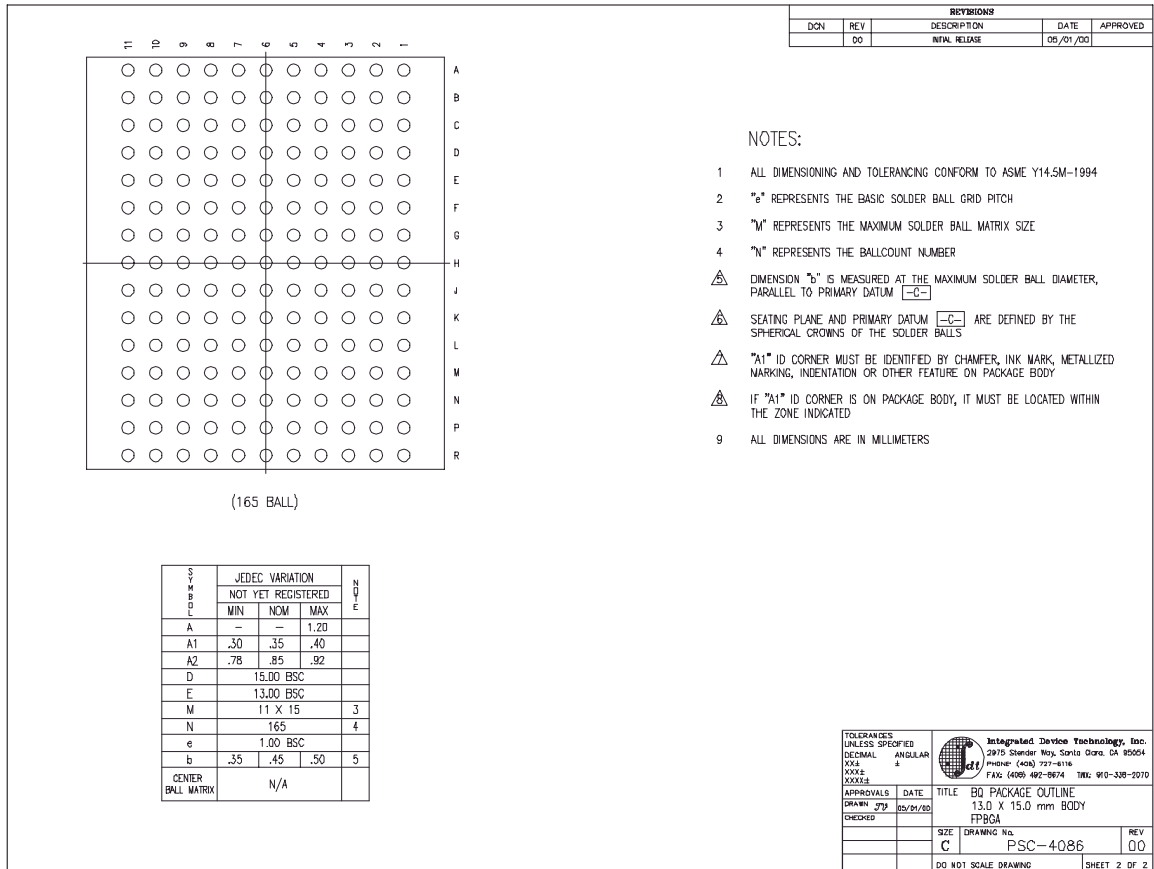 REVISIONS
DCN REV DESCRIPTION DATE APPROVED
00 INITIAL RELEASE 05/01/00
11 10 9 8 7 6 5 4 3 2 1
A
B
C
D
E
F
G
H
J
K
L
M
N
P
R
(165 BALL)
NOTES:
1 ALL DIMENSIONING AND TOLERANCING CONFORM TO ASME Y14.5M-1994
2 "e" REPRESENTS THE BASIC SOLDER BALL GRID PITCH
3 "M" REPRESENTS THE MAXIMUM SOLDER BALL MATRIX SIZE
4 "N" REPRESENTS THE BALLCOUNT NUMBER
5 DIMENSION "b" IS MEASURED AT THE MAXIMUM SOLDER BALL DIAMETER,
PARALLEL TO PRIMARY DATUM -C-
6 SEATING PLANE AND PRIMARY DATUM -C- ARE DEFINED BY THE
SPHERICAL CROWNS OF THE SOLDER BALLS
7 "A1" ID CORNER MUST BE IDENTIFIED BY CHAMFER, INK MARK, METALLIZED
MARKING, INDENTATION OR OTHER FEATURE ON PACKAGE BODY
8 IF "A1" ID CORNER IS ON PACKAGE BODY, IT MUST BE LOCATED WITHIN
THE ZONE INDICATED
9 ALL DIMENSIONS ARE IN MILLIMETERS
SYMBOL JEDEC VARIATION NOTE
NOT YET REGISTERED
MIN NOM MAX
A – – 1.20
A1 .30 .35 .40
A2 .78 .85 .92
D 15.00 BSC
E 13.00 BSC
M 11 X 15 3
N 165 4
e 1.00 BSC
b .35 .45 .50 5
CENTER BALL MATRIX N/A
TOLERANCES
UNLESS SPECIFIED
DECIMAL ANGULAR
XX± ±
XXX±
XXXX±
idt
Integrated Device Technology, Inc.
2975 Stender Way, Santa Clara, CA 95054
PHONE: (408) 727-6116
FAX: (408) 492-8674 TWX: 910-338-2070
APPROVALS DATE
DRAWN 05/01/00
CHECKED
TITLE BQ PACKAGE OUTLINE
13.0 X 15.0 mm BODY
FPBGA
SIZE DRAWING No. REV
C PSC-4086 00
DO NOT SCALE DRAWING SHEET 2 OF 2